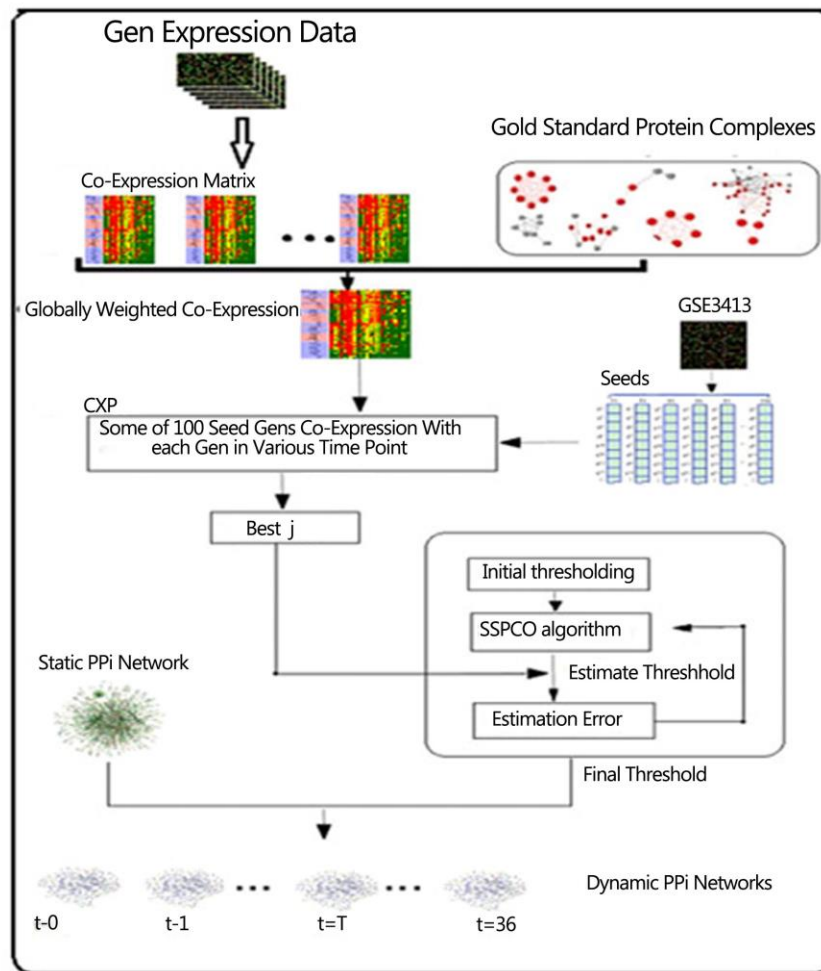 Gen Expression Data
Gold Standard Protein Complexes
Co-Expression Matrix
Globally Weighted Co-Expression
GSE3413
Seeds
CXP
Some of 100 Seed Gens Co-Expression With
each Gen in Various Time Point
Best j
Initial thresholding
SSPCO algorithm
Static PPi Network
Estimate Threshhold
Estimation Error
Final Threshold
Dynamic PPi Networks
t-0
t-1
t=T
t=36